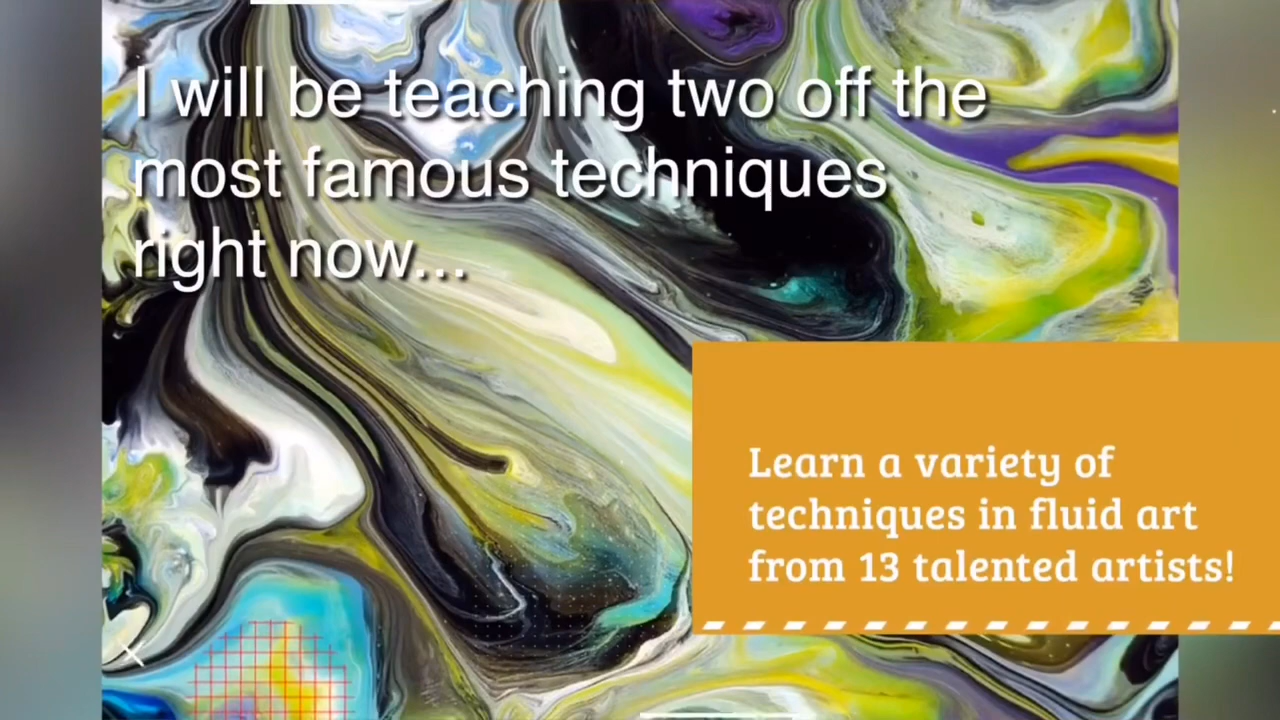 I will be teaching two off the
most famous techniques
right now...
Learn a variety of
techniques in fluid art
from 13 talented artists!